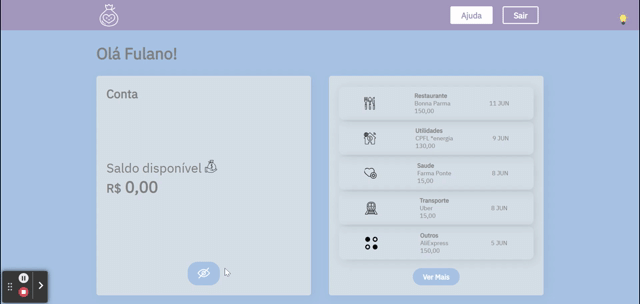 Ajuda
Sair
Olá Fulano!
Conta
Saldo disponível
R$ 0,00
Restaurante
Bonna Parma
150,00
11 JUN
Utilidades
CPFL *energia
130,00
9 JUN
Saude
Farma Ponte
15,00
8 JUN
Transporte
Uber
15,00
8 JUN
Outros
AliExpress
150,00
5 JUN
Ver Mais